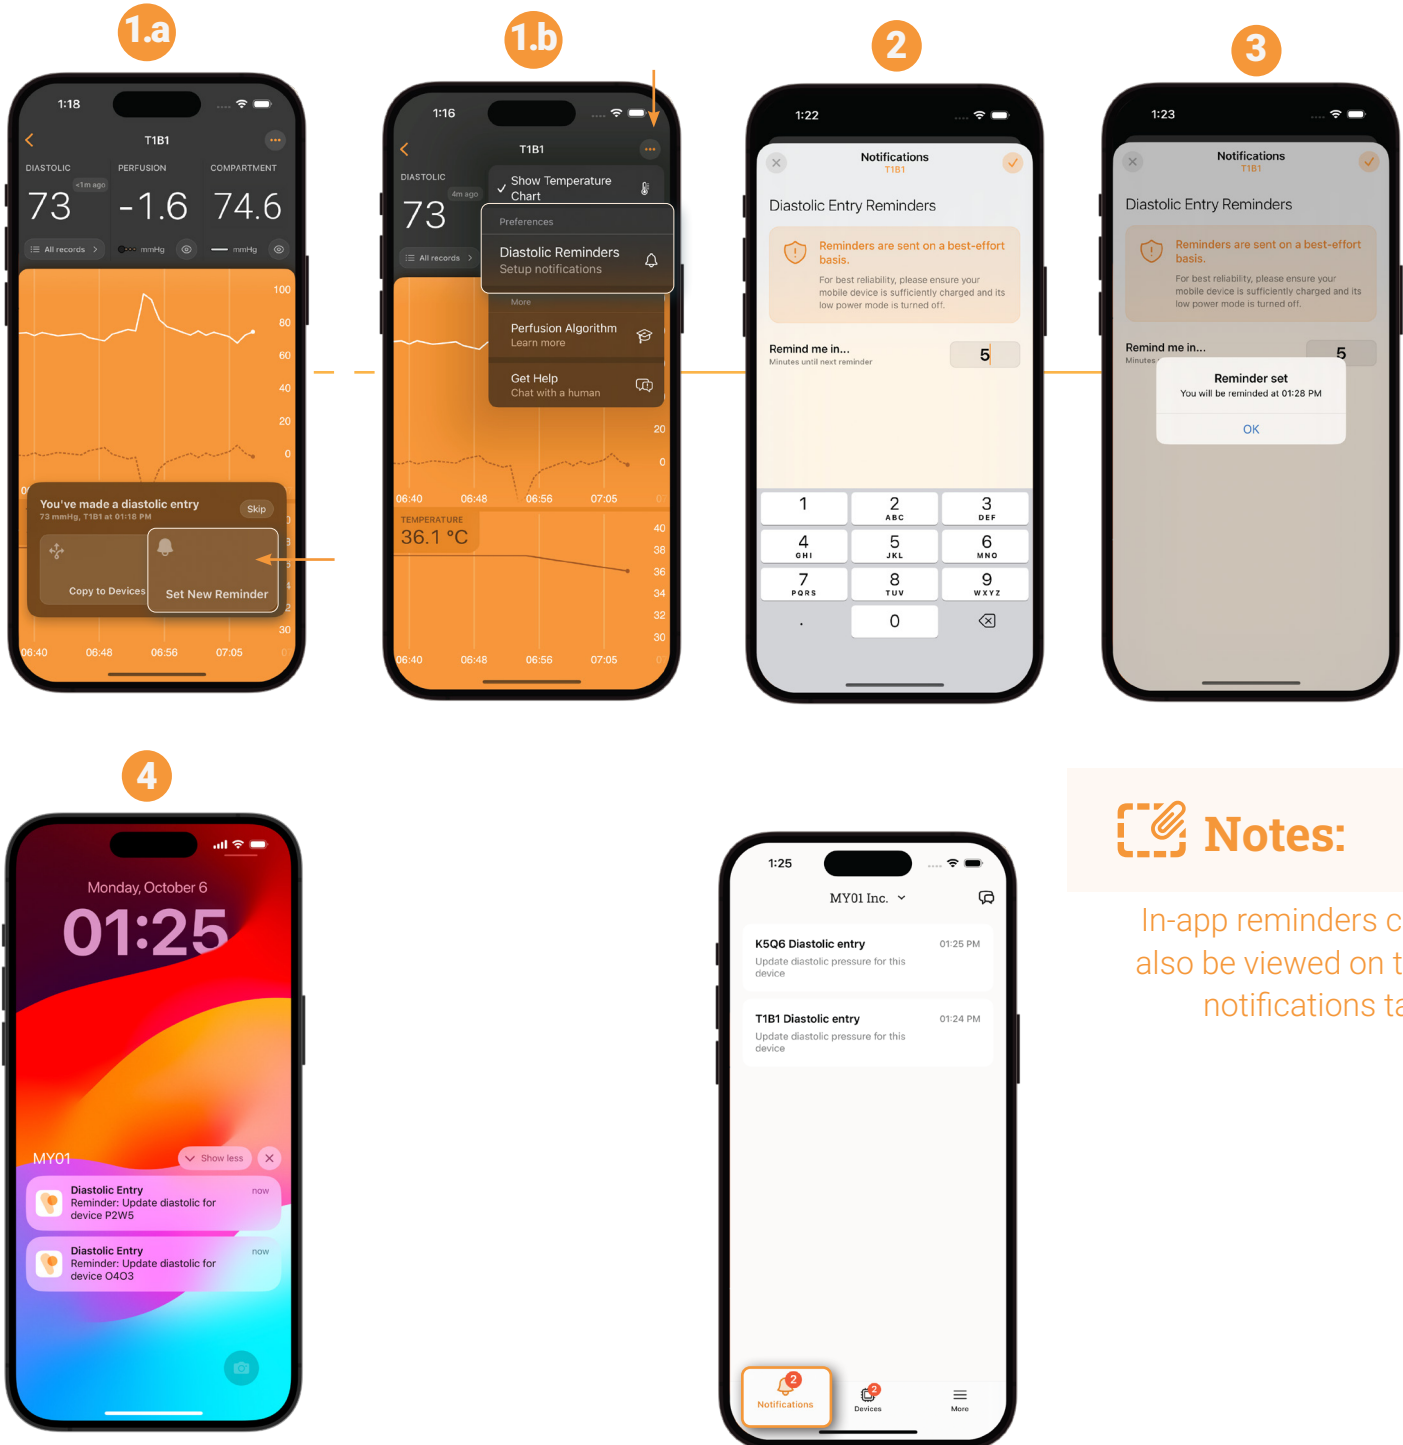 1.a
1:18
T1B1
DIASTOLIC PERFUSION COMPARTMENT
<1m ago
73 -1.6 74.6
All records > mmHg mmHg
100
80
60
40
20
0
You've made a diastolic entry
73 mmHg, T1B1 at 01:18 PM
Skip
Copy to Devices
Set New Reminder
32
30
06:40 06:48 06:56 07:05
1.b
1:16
T1B1
DIASTOLIC
4m ago
73
All records >
Show Temperature
Chart
Preferences
Diastolic Reminders
Setup notifications
More
Perfusion Algorithm
Learn more
Get Help
Chat with a human
20
0
06:40 06:48 06:56 07:05
TEMPERATURE
36.1 °C
40
38
36
34
32
30
06:40 06:48 06:56 07:05
2
1:22
Notifications
T1B1
Diastolic Entry Reminders
Reminders are sent on a best-effort
basis.
For best reliability, please ensure your
mobile device is sufficiently charged and its
low power mode is turned off.
Remind me in...
Minutes until next reminder
5
1 2 3
ABC DEF
4 5 6
GHI JKL MNO
7 8 9
PQRS TUV WXYZ
. 0
3
1:23
Notifications
T1B1
Diastolic Entry Reminders
Reminders are sent on a best-effort
basis.
For best reliability, please ensure your
mobile device is sufficiently charged and its
low power mode is turned off.
Remind me in...
Minutes
5
Reminder set
You will be reminded at 01:28 PM
OK
4
Monday, October 6
01:25
MY01
Show less
Diastolic Entry now
Reminder: Update diastolic for
device P2W5
Diastolic Entry now
Reminder: Update diastolic for
device O4O3
1:25
MY01 Inc.
K5Q6 Diastolic entry 01:25 PM
Update diastolic pressure for this
device
T1B1 Diastolic entry 01:24 PM
Update diastolic pressure for this
device
2
Notifications
2
Devices
More
Notes:
In-app reminders c
also be viewed on t
notifications ta